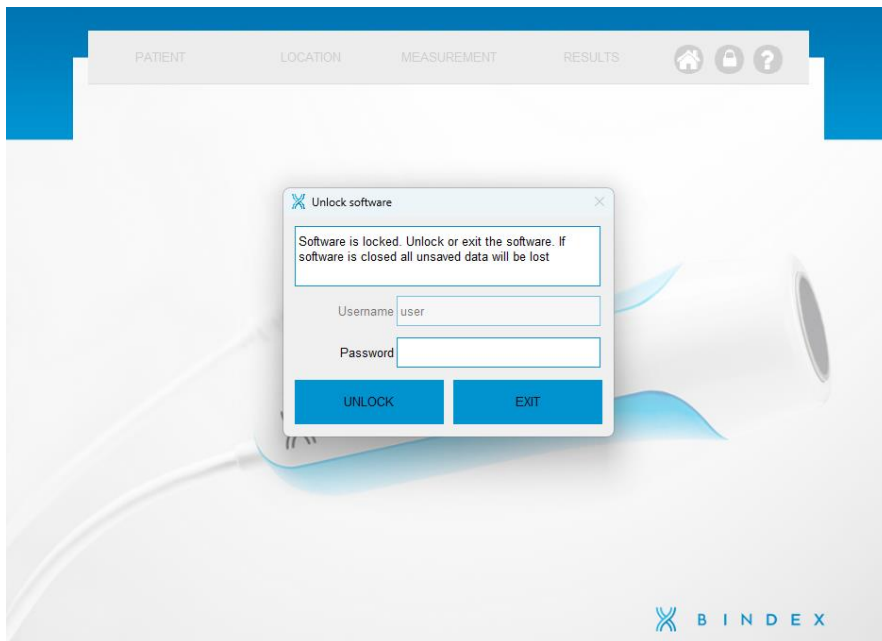 PATIENT LOCATION MEASUREMENT RESULTS ?
Unlock software
Software is locked. Unlock or exit the software. If
software is closed all unsaved data will be lost
Username user
Password
UNLOCK EXIT
BINDEX